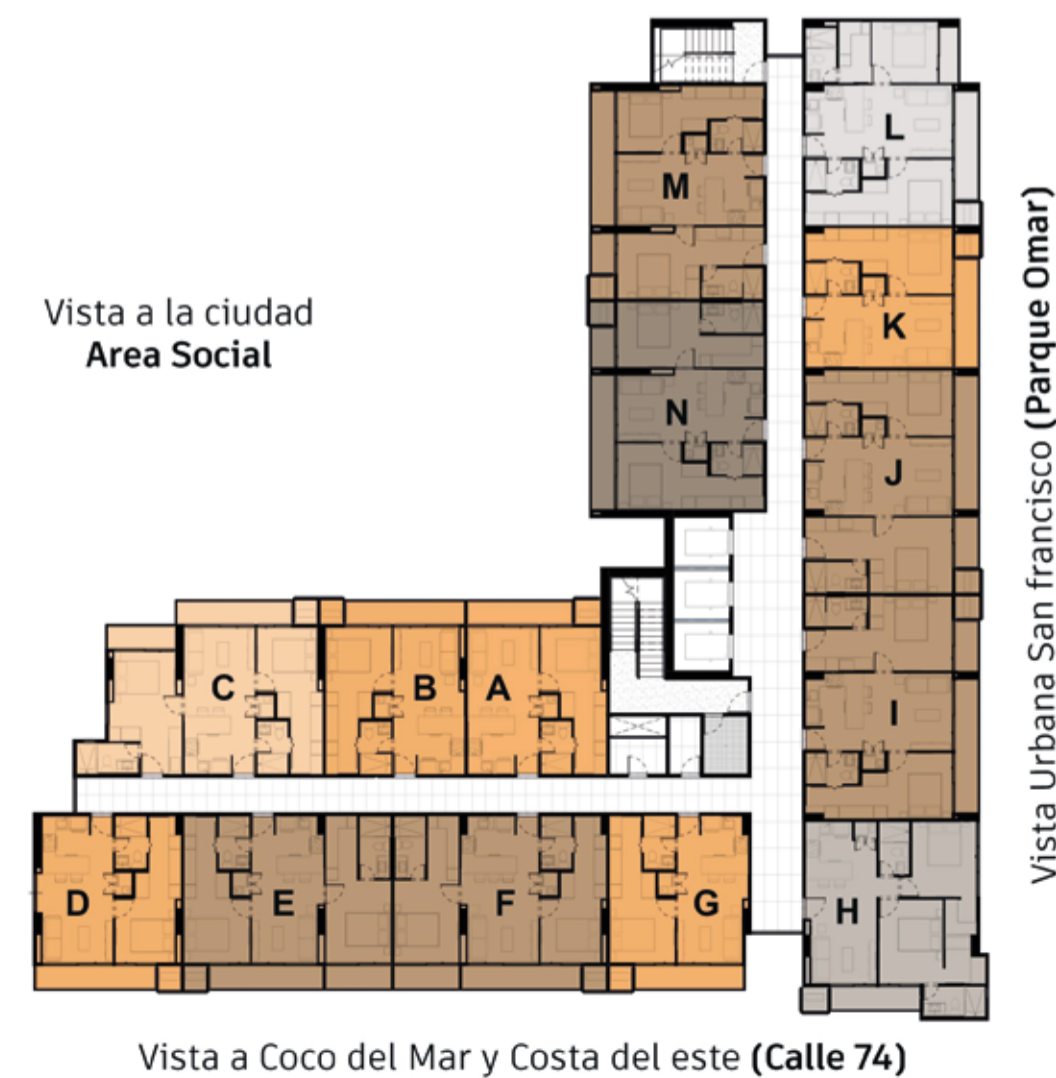 L
M
Vista a la ciudad
Area Social
K
N
J
Vista Urbana San francisco (Parque Omar)
C
B
A
I
D
E
F
G
H
Vista a Coco del Mar y Costa del este (Calle 74)